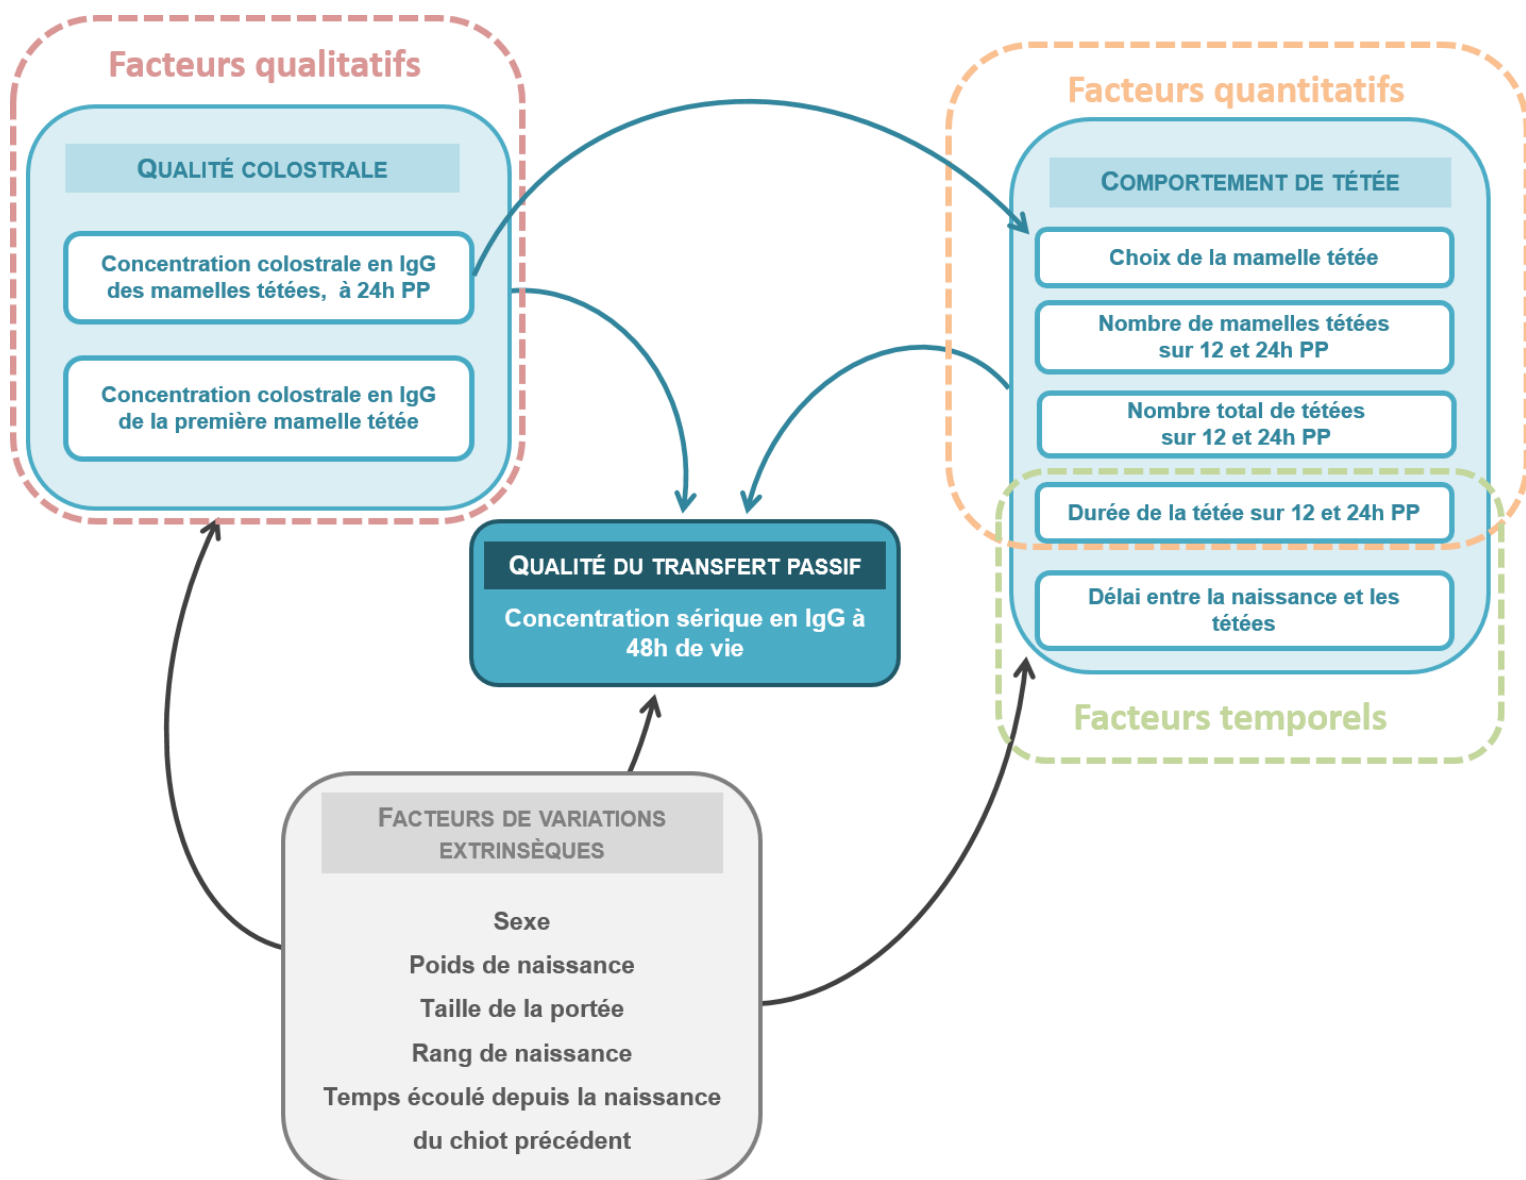 Facteurs qualitatifs
QUALITÉ COLOSTRALE
Concentration colostrale en IgG
des mamelles tétées, à 24h PP
Concentration colostrale en IgG
de la première mamelle tétée
Facteurs quantitatifs
COMPORTEMENT DE TÉTÉE
Choix de la mamelle tétée
Nombre de mamelles tétées
sur 12 et 24h PP
Nombre total de tétées
sur 12 et 24h PP
Durée de la tétée sur 12 et 24h PP
Délai entre la naissance et les
tétées
Facteurs temporels
QUALITÉ DU TRANSFERT PASSIF
Concentration sérique en IgG à
48h de vie
FACTEURS DE VARIATIONS
EXTRINSÈQUES
Sexe
Poids de naissance
Taille de la portée
Rang de naissance
Temps écoulé depuis la naissance
du chiot précédent